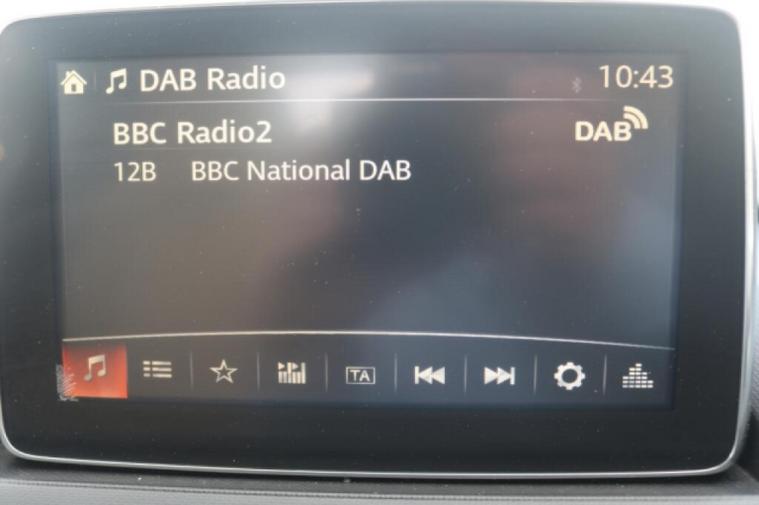 DAB Radio
10:43
BBC Radio2
DAB
12B BBC National DAB
TA